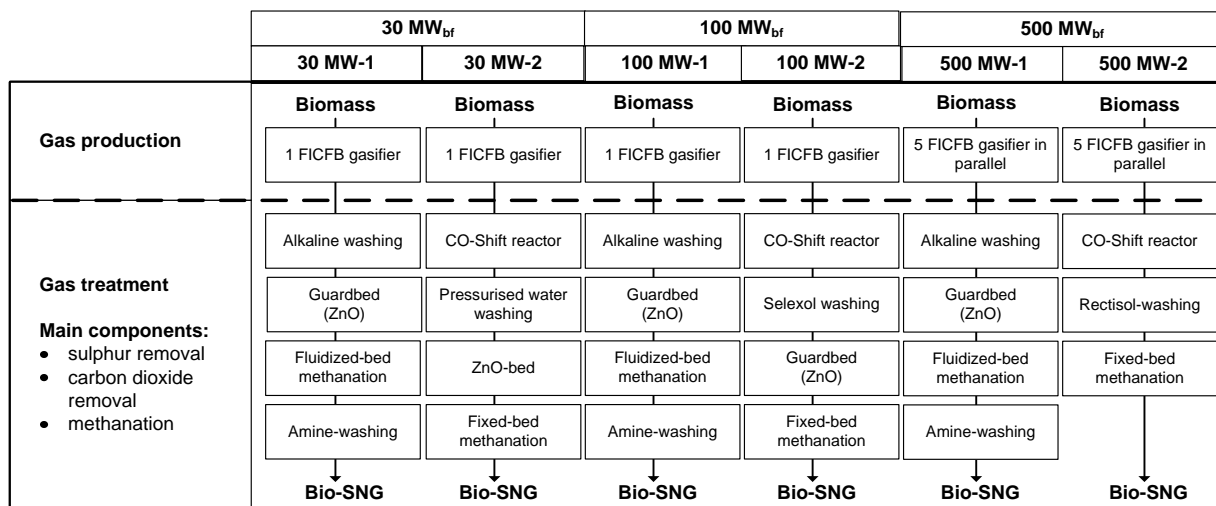 30 MWbf 100 MWbf 500 MWbf
30 MW-1 30 MW-2 100 MW-1 100 MW-2 500 MW-1 500 MW-2
Gas production
Biomass Biomass Biomass Biomass Biomass Biomass
1 FICFB gasifier 1 FICFB gasifier 1 FICFB gasifier 1 FICFB gasifier 5 FICFB gasifier in parallel 5 FICFB gasifier in parallel
Gas treatment
Main components:
• sulphur removal
• carbon dioxide
removal
• methanation
Alkaline washing CO-Shift reactor Alkaline washing CO-Shift reactor Alkaline washing CO-Shift reactor
Guardbed (ZnO) Pressurised water washing Guardbed (ZnO) Selexol washing Guardbed (ZnO) Rectisol-washing
Fluidized-bed methanation ZnO-bed Fluidized-bed methanation Guardbed (ZnO) Fluidized-bed methanation Fixed-bed methanation
Amine-washing Fixed-bed methanation Amine-washing Fixed-bed methanation Amine-washing
Bio-SNG Bio-SNG Bio-SNG Bio-SNG Bio-SNG Bio-SNG